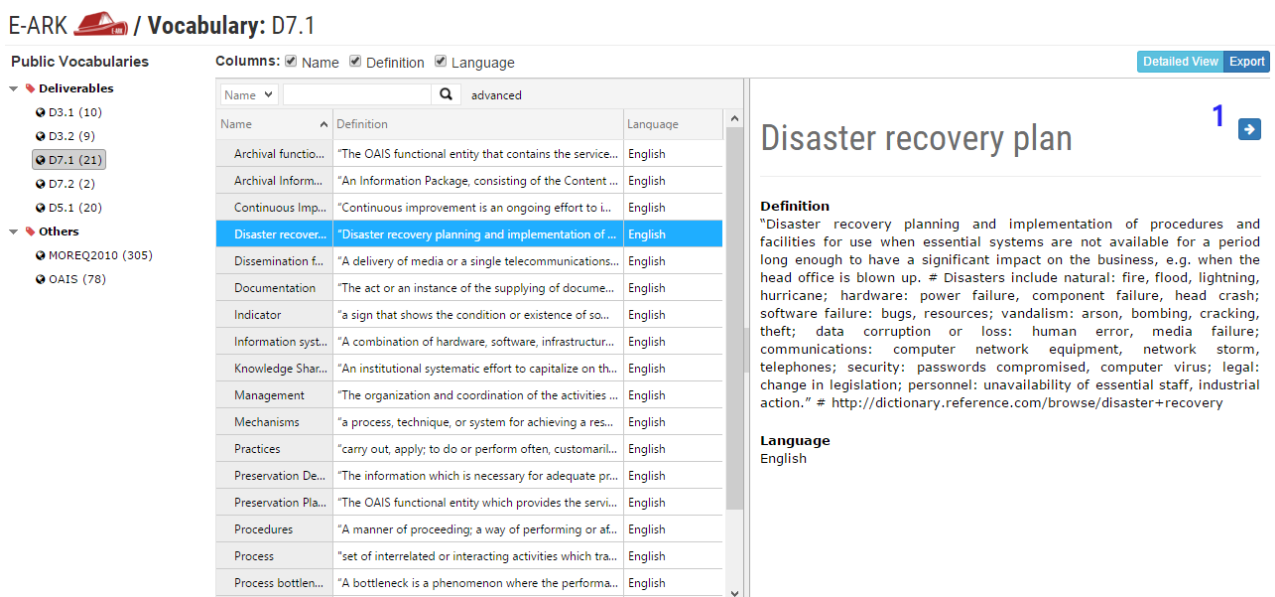 E-ARK / Vocabulary: D7.1
Public Vocabularies
Deliverables
D3.1 (10)
D3.2 (9)
D7.1 (21)
D7.2 (2)
D5.1 (20)
Others
MOREQ2010 (305)
OAIS (78)
Columns: Name Definition Language
Detailed View Export
Name advanced
Name Definition Language
Archival functio... "The OAIS functional entity that contains the service... English
Archival Inform... "An Information Package, consisting of the Content ... English
Continuous Imp... "Continuous improvement is an ongoing effort to i... English
Disaster recover... "Disaster recovery planning and implementation of ... English
Dissemination f... "A delivery of media or a single telecommunications... English
Documentation "The act or an instance of the supplying of docume... English
Indicator "a sign that shows the condition or existence of so... English
Information syst... "A combination of hardware, software, infrastructur... English
Knowledge Shar... "An institutional systematic effort to capitalize on th... English
Management "The organization and coordination of the activities ... English
Mechanisms "a process, technique, or system for achieving a res... English
Practices "carry out, apply; to do or perform often, customaril... English
Preservation De... "The information which is necessary for adequate pr... English
Preservation Pla... "The OAIS functional entity which provides the servi... English
Procedures "A manner of proceeding; a way of performing or af... English
Process "set of interrelated or interacting activities which tra... English
Process bottlen... "A bottleneck is a phenomenon where the performa... English
1
Disaster recovery plan
Definition
"Disaster recovery planning and implementation of procedures and
facilities for use when essential systems are not available for a period
long enough to have a significant impact on the business, e.g. when the
head office is blown up. # Disasters include natural: fire, flood, lightning,
hurricane; hardware: power failure, component failure, head crash;
software failure: bugs, resources; vandalism: arson, bombing, cracking,
theft; data corruption or loss: human error, media failure;
communications: computer network equipment, network storm,
telephones; security: passwords compromised, computer virus; legal:
change in legislation; personnel: unavailability of essential staff, industrial
action." # http://dictionary.reference.com/browse/disaster+recovery
Language
English